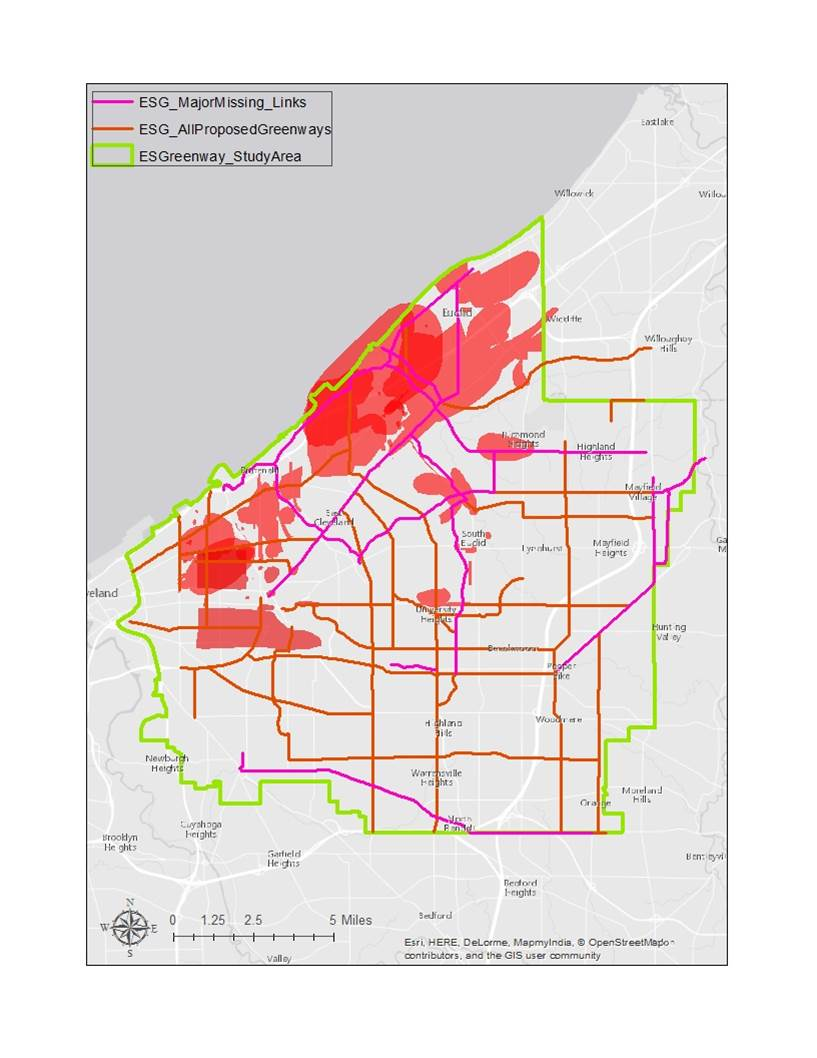 ESG_MajorMissing_Links
ESG_AllProposedGreenways
ESGreenway_StudyArea
Eastlake
Willowick
Willou
Euclid
Wickliffe
Willoughby
Hills
Richmond
Heights
Highland
Heights
Mayfield
Village
East
Cleveland
South
Euclid
Lyndhurst
Mayfield
Heights
Ga
M
veland
University
Heights
Hunting
Valley
Beachwood
Pepper
Pike
Highland
Hills
Woodmere
Newburgh
Heights
Warrensville
Heights
Orange
Moreland
Hills
Cuyahoga
Heights
North
Randall
Brooklyn
Heights
Garfield
Heights
Bentleyvi
Bedford
Heights
Bedford
N
W
E
S
0 1.25 2.5 5 Miles
Valley
Esri, HERE, DeLorme, MapmyIndia, © OpenStreetMap
contributors, and the GIS user community